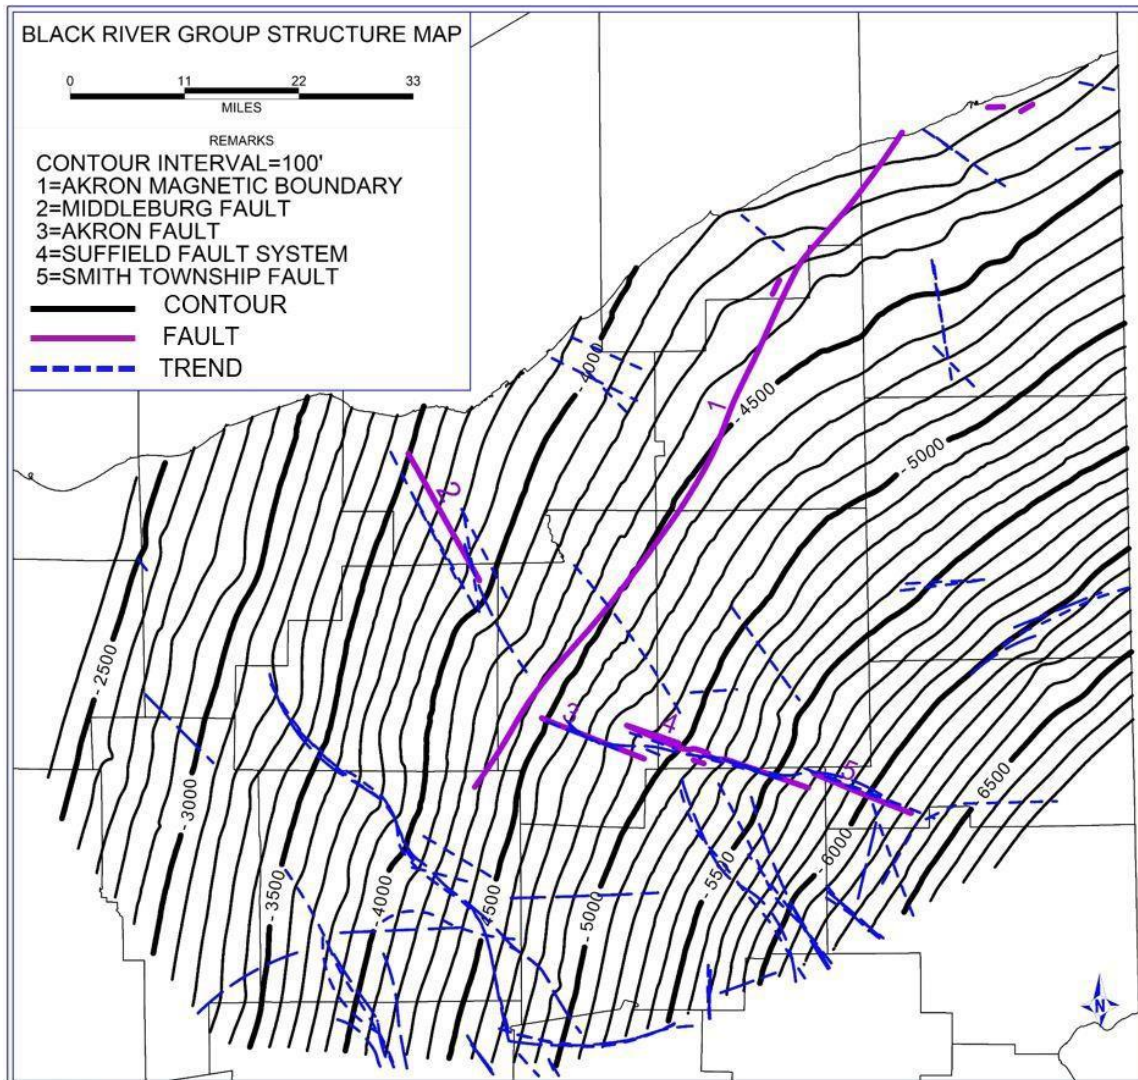 BLACK RIVER GROUP STRUCTURE MAP
0 11 22 33
MILES
REMARKS
CONTOUR INTERVAL=100'
1=AKRON MAGNETIC BOUNDARY
2=MIDDLEBURG FAULT
3=AKRON FAULT
4=SUFFIELD FAULT SYSTEM
5=SMITH TOWNSHIP FAULT
CONTOUR
FAULT
TREND
-4000
1
-4500
-5000
2
-2500
3
4
5
-6500
-3000
-3500
-4000
-4500
-5000
-5500
-6000
N